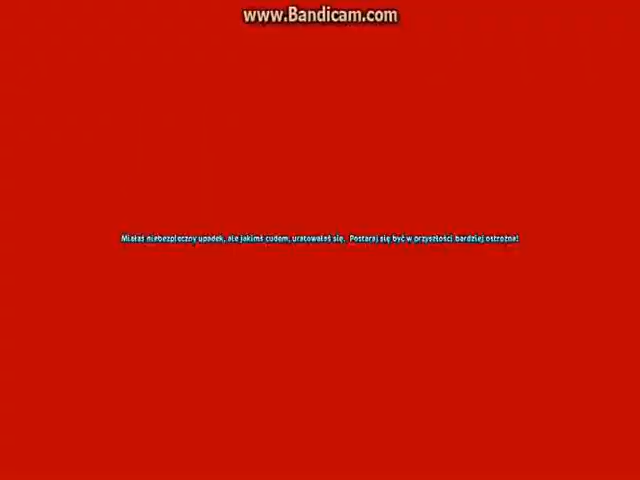 www.Bandicam.com
Miałaś niebezpieczny upadek, ale jakimś cudem, uratowałaś się. Postaraj się być w przyszłości bardziej ostrożna!